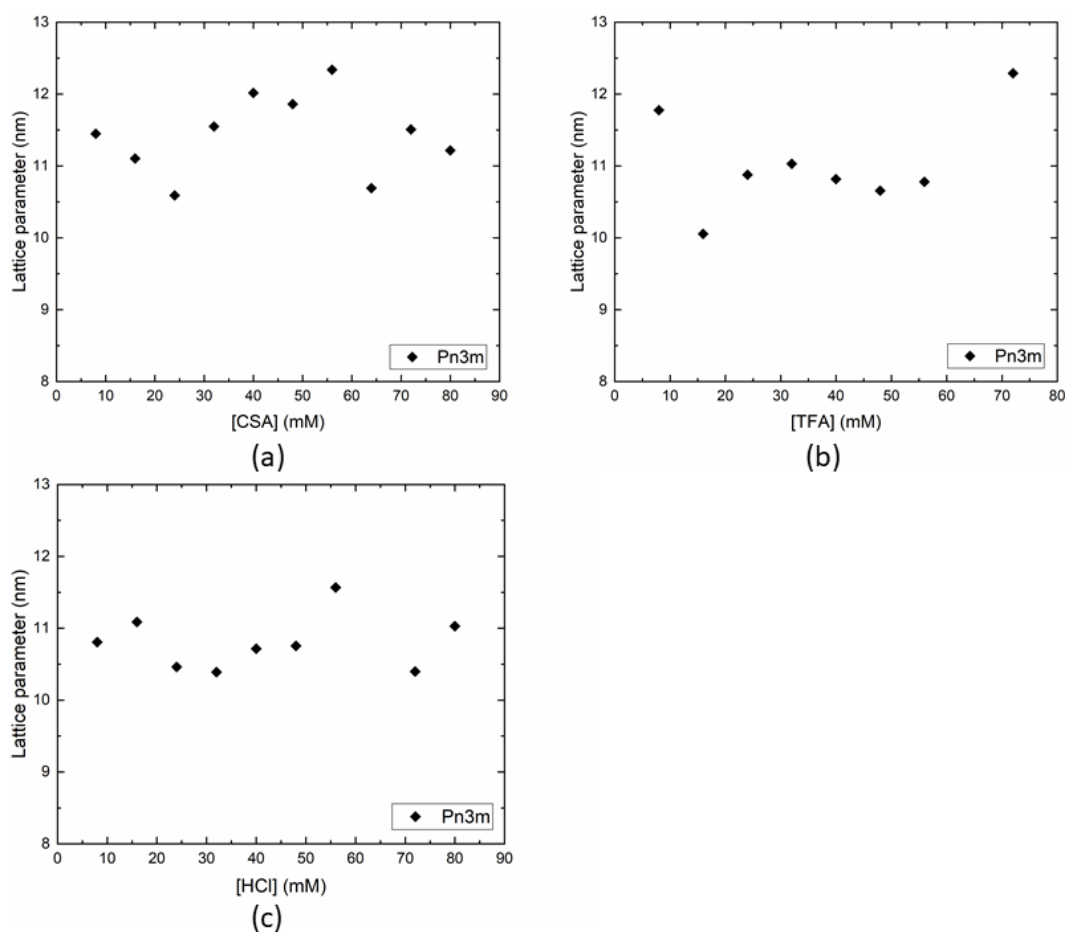 13
12
11
10
9
8
Lattice parameter (nm)
Pn3m
0 10 20 30 40 50 60 70 80 90
[CSA] (mM)
(a)
13
12
11
10
9
8
Lattice parameter (nm)
Pn3m
0 10 20 30 40 50 60 70 80
[TFA] (mM)
(b)
13
12
11
10
9
8
Lattice parameter (nm)
Pn3m
0 10 20 30 40 50 60 70 80 90
[HCl] (mM)
(c)